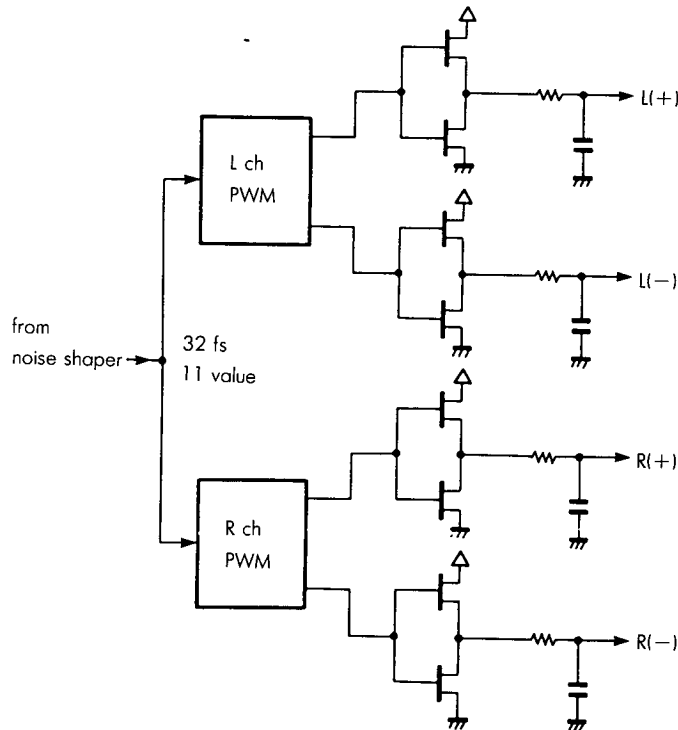 L(+)
L ch
PWM
L(−)
from
noise shaper
32 fs
11 value
R(+)
R ch
PWM
R(−)